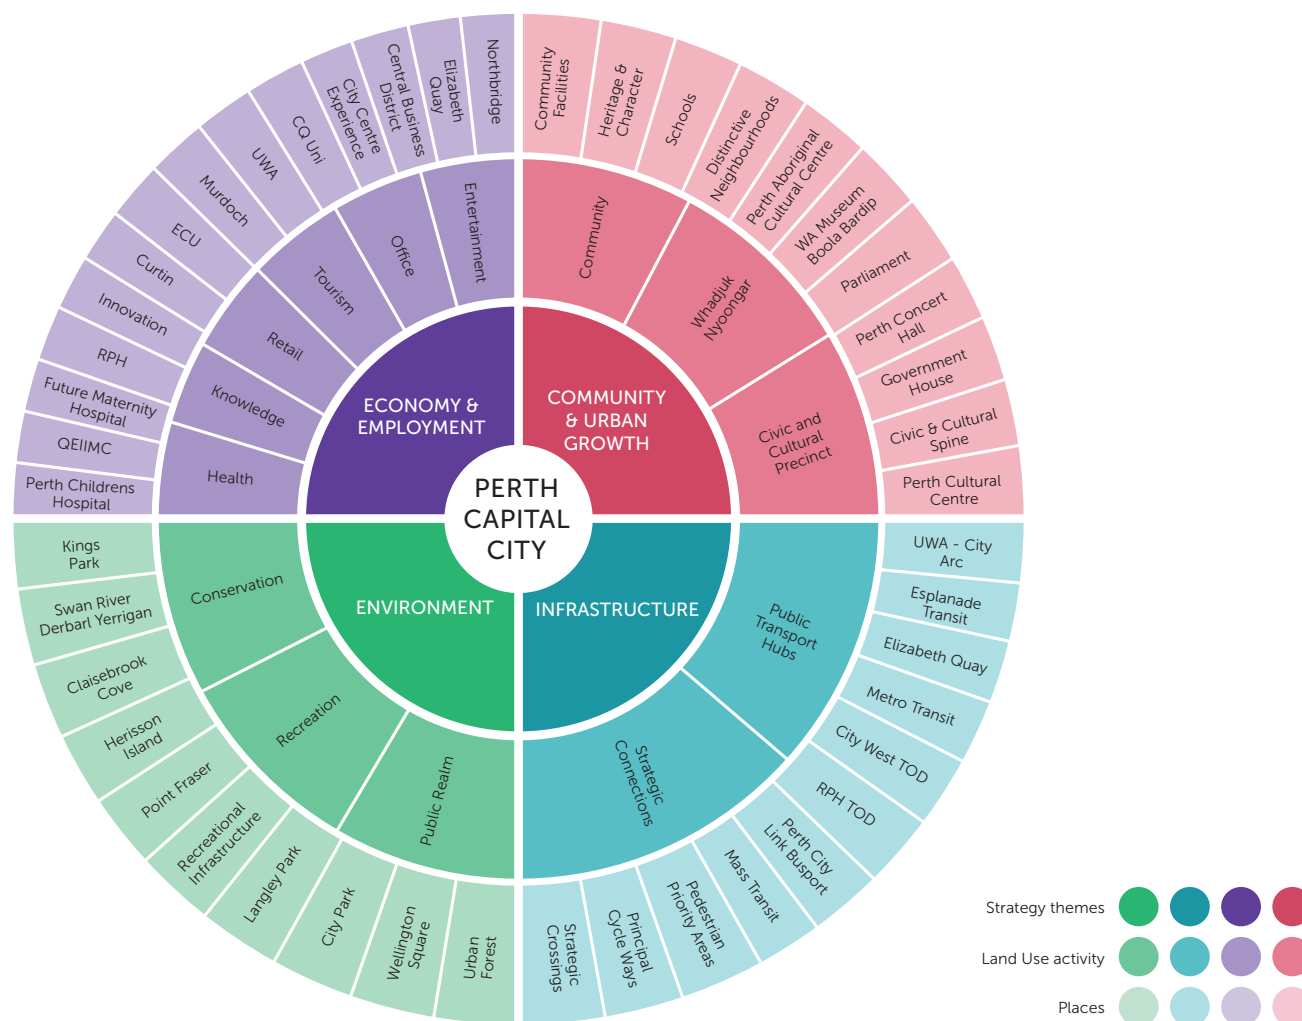 PERTH
CAPITAL
CITY
ECONOMY &
EMPLOYMENT
COMMUNITY
& URBAN
GROWTH
ENVIRONMENT
INFRASTRUCTURE
Health
Knowledge
Retail
Tourism
Office
Entertainment
Community
Whadjuk
Nyoongar
Civic and
Cultural
Precinct
Public
Transport
Hubs
Strategic
Connections
Public Realm
Recreation
Conservation
Perth Childrens
Hospital
QEIIMC
Future Maternity
Hospital
RPH
Innovation
Curtin
ECU
Murdoch
UWA
CQ Uni
City Centre
Experience
Central Business
District
Elizabeth
Quay
Northbridge
Community
Facilities
Heritage &
Character
Schools
Distinctive
Neighbourhoods
Perth Aboriginal
Cultural Centre
WA Museum
Boola Bardip
Parliament
Perth Concert
Hall
Government
House
Civic & Cultural
Spine
Perth Cultural
Centre
UWA - City
Arc
Esplanade
Transit
Elizabeth Quay
Metro Transit
City West TOD
RPH TOD
Perth City
Link Busport
Mass Transit
Pedestrian
Priority Areas
Principal
Cycle Ways
Strategic
Crossings
Urban
Forest
Wellington
Square
City Park
Langley Park
Recreational
Infrastructure
Point Fraser
Herisson
Island
Claisebrook
Cove
Swan River
Derbarl Yerrigan
Kings
Park
Strategy themes
Land Use activity
Places